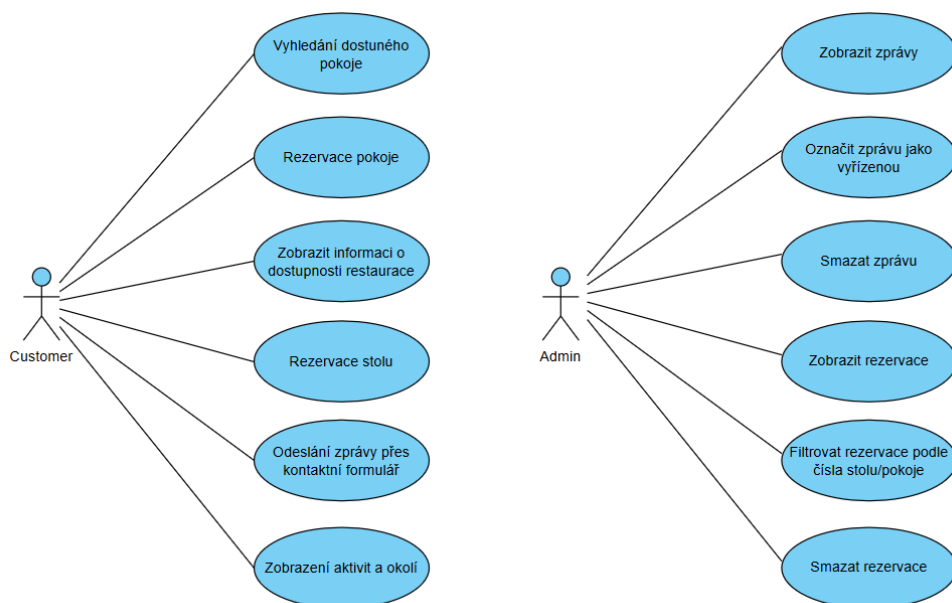 Vyhledání dostuného
pokoje
Rezervace pokoje
Zobrazit informaci o
dostupnosti restaurace
Customer
Rezervace stolu
Odeslání zprávy přes
kontaktní formulář
Zobrazení aktivit a okolí
Zobrazit zprávy
Označit zprávu jako
vyřízenou
Smazat zprávu
Admin
Zobrazit rezervace
Filtrovat rezervace podle
čísla stolu/pokoje
Smazat rezervace